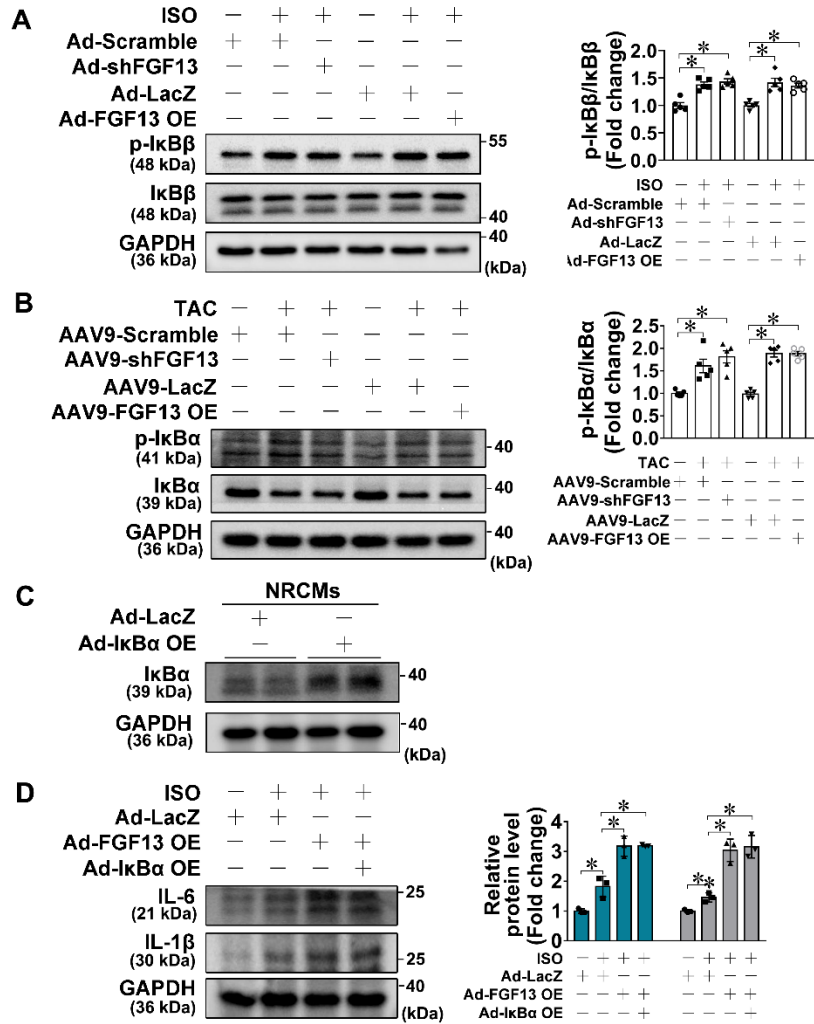 A
ISO — + + — + +
Ad-Scramble + + — — — —
Ad-shFGF13 — — + — — —
Ad-LacZ — — — + + —
Ad-FGF13 OE — — — — — +
p-IκBβ
(48 kDa)
55
IκBβ
(48 kDa)
40
GAPDH
(36 kDa)
40
(kDa)
p-IκBβ/IκBβ
(Fold change)
2.0
1.5
1.0
0.5
0.0
* * * *
ISO — + + — + +
Ad-Scramble + + — — — —
Ad-shFGF13 — — + — — —
Ad-LacZ — — — + + —
d-FGF13 OE — — — — — +
B
TAC — + + — + +
AAV9-Scramble + + — — — —
AAV9-shFGF13 — — + — — —
AAV9-LacZ — — — + + —
AAV9-FGF13 OE — — — — — +
p-IκBα
(41 kDa)
40
IκBα
(39 kDa)
40
GAPDH
(36 kDa)
40
(kDa)
p-IκBα/IκBα
(Fold change)
2.5
2.0
1.5
1.0
0.5
0.0
* * * *
TAC — + + — + +
AAV9-Scramble + + — — — —
AAV9-shFGF13 — — + — — —
AAV9-LacZ — — — + + —
AAV9-FGF13 OE — — — — — +
C
NRCMs
Ad-LacZ + —
Ad-IκBα OE — +
IκBα
(39 kDa)
40
GAPDH
(36 kDa)
40
(kDa)
D
ISO — + + +
Ad-LacZ + + — —
Ad-FGF13 OE — — + +
Ad-IκBα OE — — — +
IL-6
(21 kDa)
25
IL-1β
(30 kDa)
25
GAPDH
(36 kDa)
40
(kDa)
Relative
protein level
(Fold change)
4
3
2
1
0
* * * * * * *
ISO — + + + — + + +
Ad-LacZ + + — — + + — —
Ad-FGF13 OE — — + + — — + +
Ad-IκBα OE — — — + — — — +